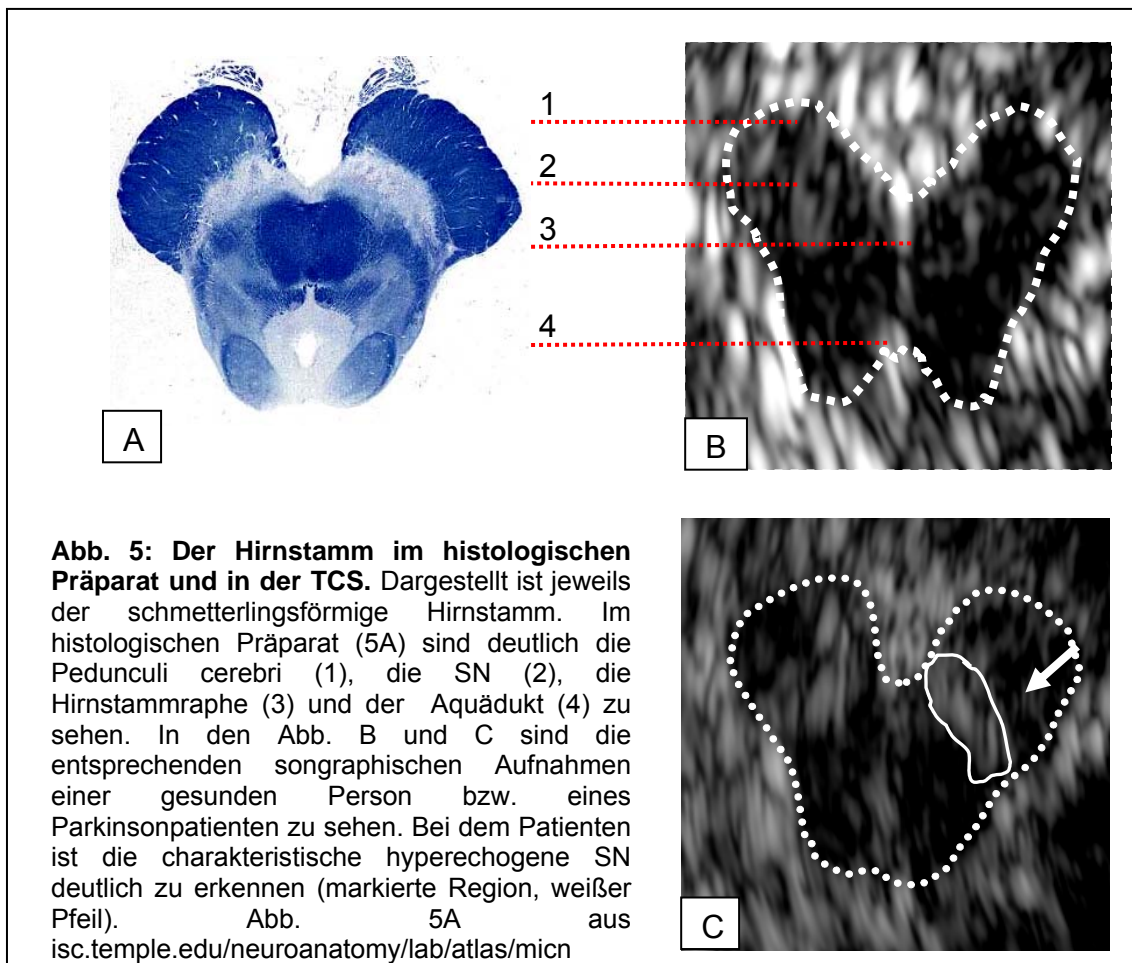 1
2
3
4
A
B
Abb. 5: Der Hirnstamm im histologischen
Präparat und in der TCS. Dargestellt ist jeweils
der schmetterlingsförmige Hirnstamm. Im
histologischen Präparat (5A) sind deutlich die
Pedunculi cerebri (1), die SN (2), die
Hirnstammraphe (3) und der Aquädukt (4) zu
sehen. In den Abb. B und C sind die
entsprechenden songraphischen Aufnahmen
einer gesunden Person bzw. eines
Parkinsonpatienten zu sehen. Bei dem Patienten
ist die charakteristische hyperechogene SN
deutlich zu erkennen (markierte Region, weißer
Pfeil). Abb. 5A aus
isc.temple.edu/neuroanatomy/lab/atlas/micn
C